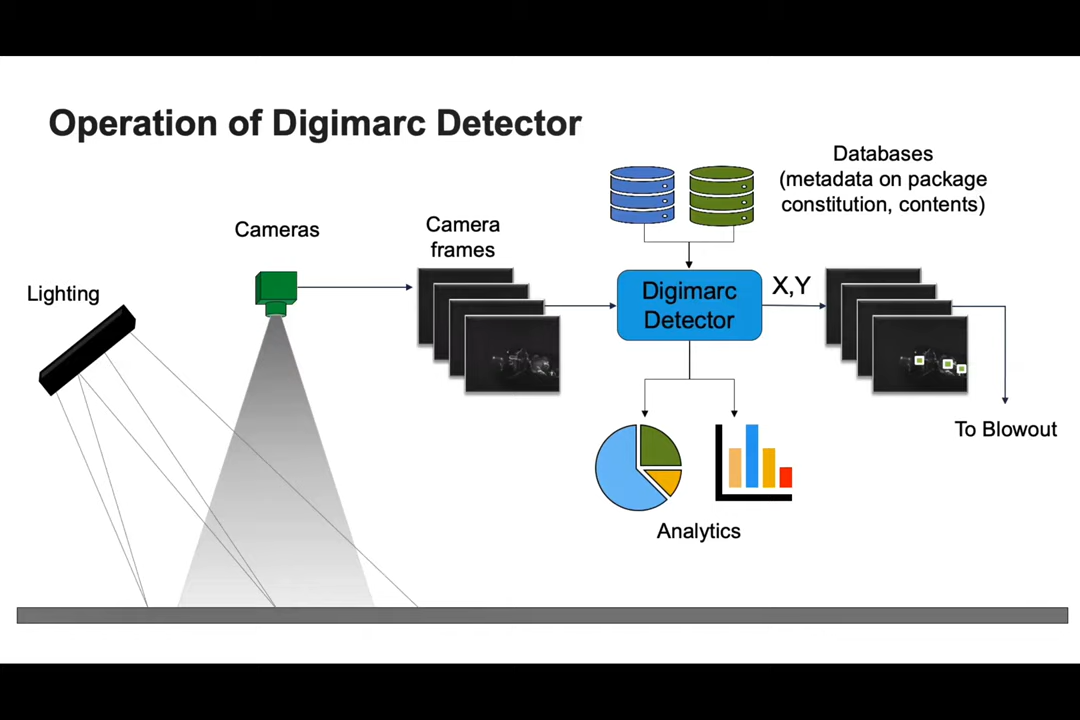 Operation of Digimarc Detector
Databases
(metadata on package
constitution, contents)
Cameras
Camera
frames
Lighting
Digimarc
Detector
X,Y
To Blowout
Analytics